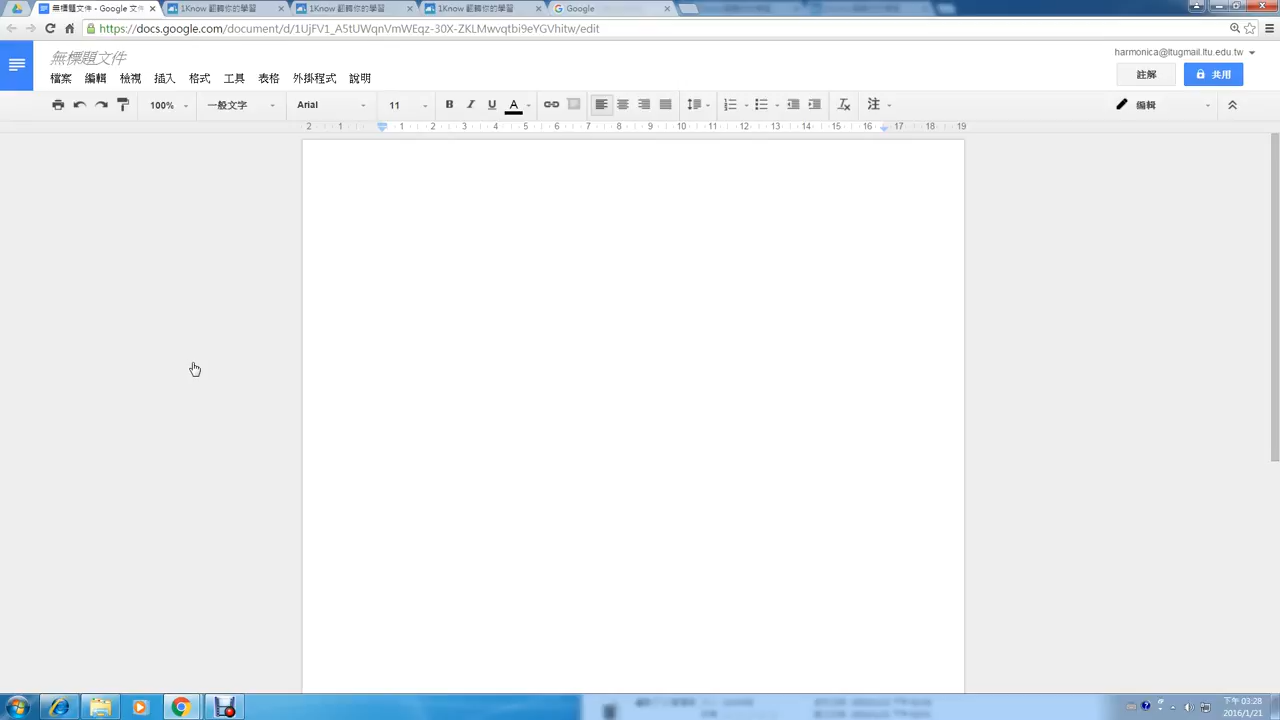 無標題文件 - Google 文
1Know 翻轉你的學習
1Know 翻轉你的學習
1Know 翻轉你的學習
Google
https://docs.google.com/document/d/1UjFV1_A5tUWqnVmWEqz-30X-ZKLMwvqtbi9eYGVhitw/edit
無標題文件
harmonica@ltugmail.ltu.edu.tw
檔案 編輯 檢視 插入 格式 工具 表格 外掛程式 說明
註解 共用
100% 一般文字 Arial 11 B I U A 注 編輯
2 1 1 2 3 4 5 6 7 8 9 10 11 12 13 14 15 16 17 18 19
下午 03:28
2016/1/21